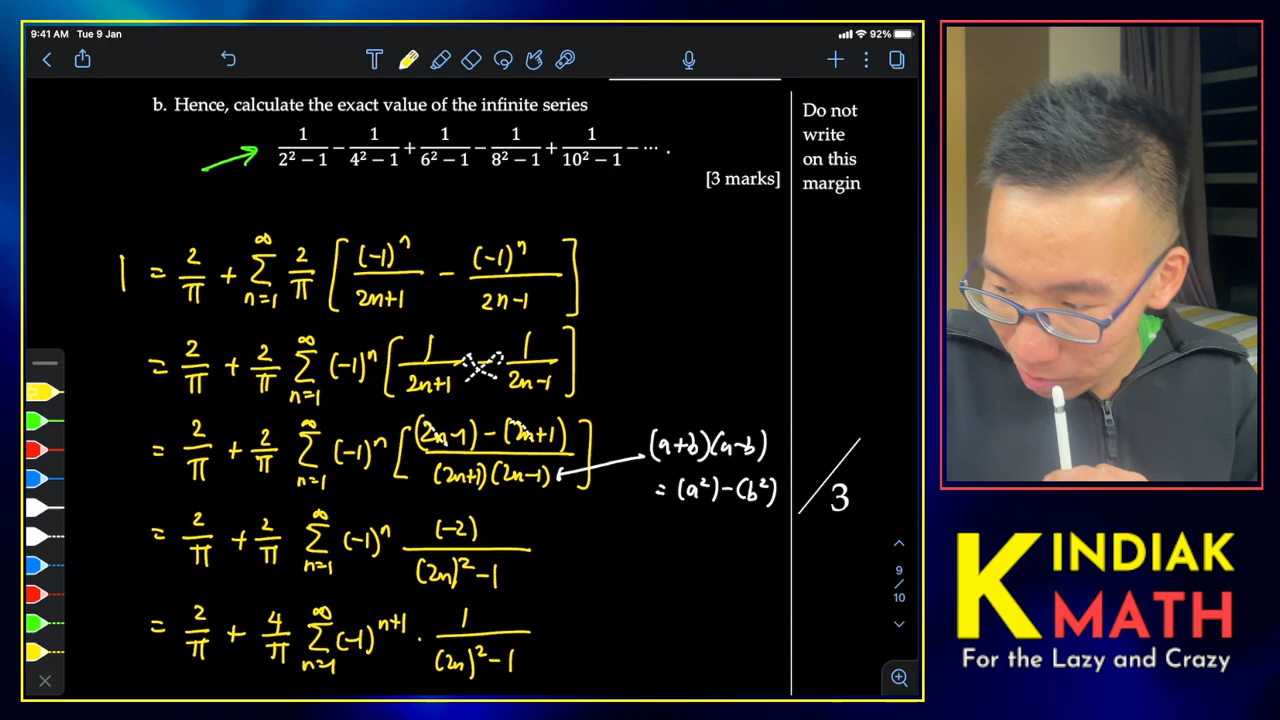 9:41 AM Tue 9 Jan
92%
T
b. Hence, calculate the exact value of the infinite series
1/(2² − 1) − 1/(4² − 1) + 1/(6² − 1) − 1/(8² − 1) + 1/(10² − 1) − ⋯ .
[3 marks]
Do not
write
on this
margin
1 = 2/π + ∑_{n=1}^{∞} 2/π [ (-1)ⁿ/(2n+1) − (-1)ⁿ/(2n-1) ]
= 2/π + 2/π ∑_{n=1}^{∞} (-1)ⁿ [ 1/(2n+1) − 1/(2n-1) ]
= 2/π + 2/π ∑_{n=1}^{∞} (-1)ⁿ [ ((2n-1) − (2n+1))/((2n+1)(2n-1)) ]
(a+b)(a-b)
= (a²) − (b²)
= 2/π + 2/π ∑_{n=1}^{∞} (-1)ⁿ (-2)/((2n)² − 1)
= 2/π + 4/π ∑_{n=1}^{∞} (-1)^{n+1} · 1/((2n)² − 1)
/3
9
/
10
KINDIAK
MATH
For the Lazy and Crazy